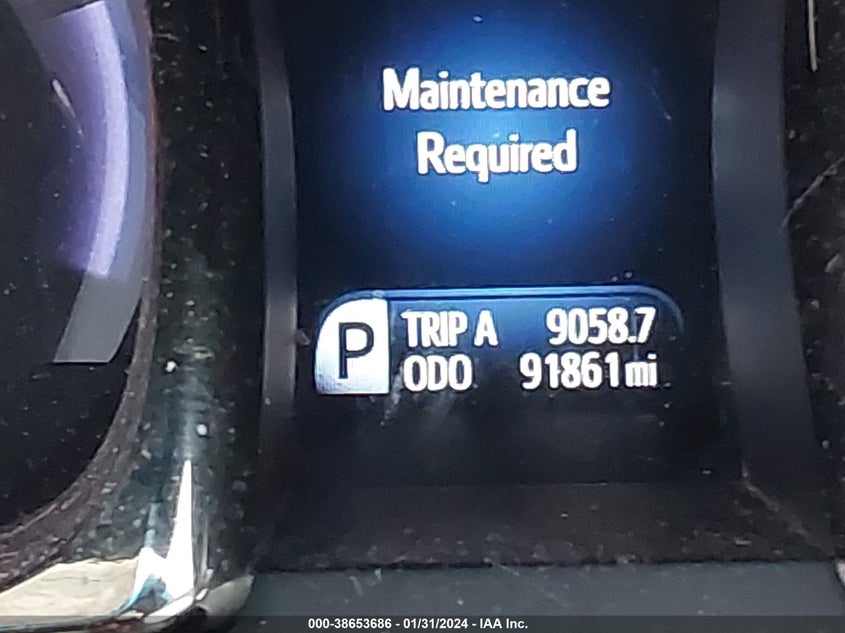 Maintenance
Required
P
TRIP A 9058.7
ODO 91861 mi
000-38653686 - 01/31/2024 - IAA Inc.